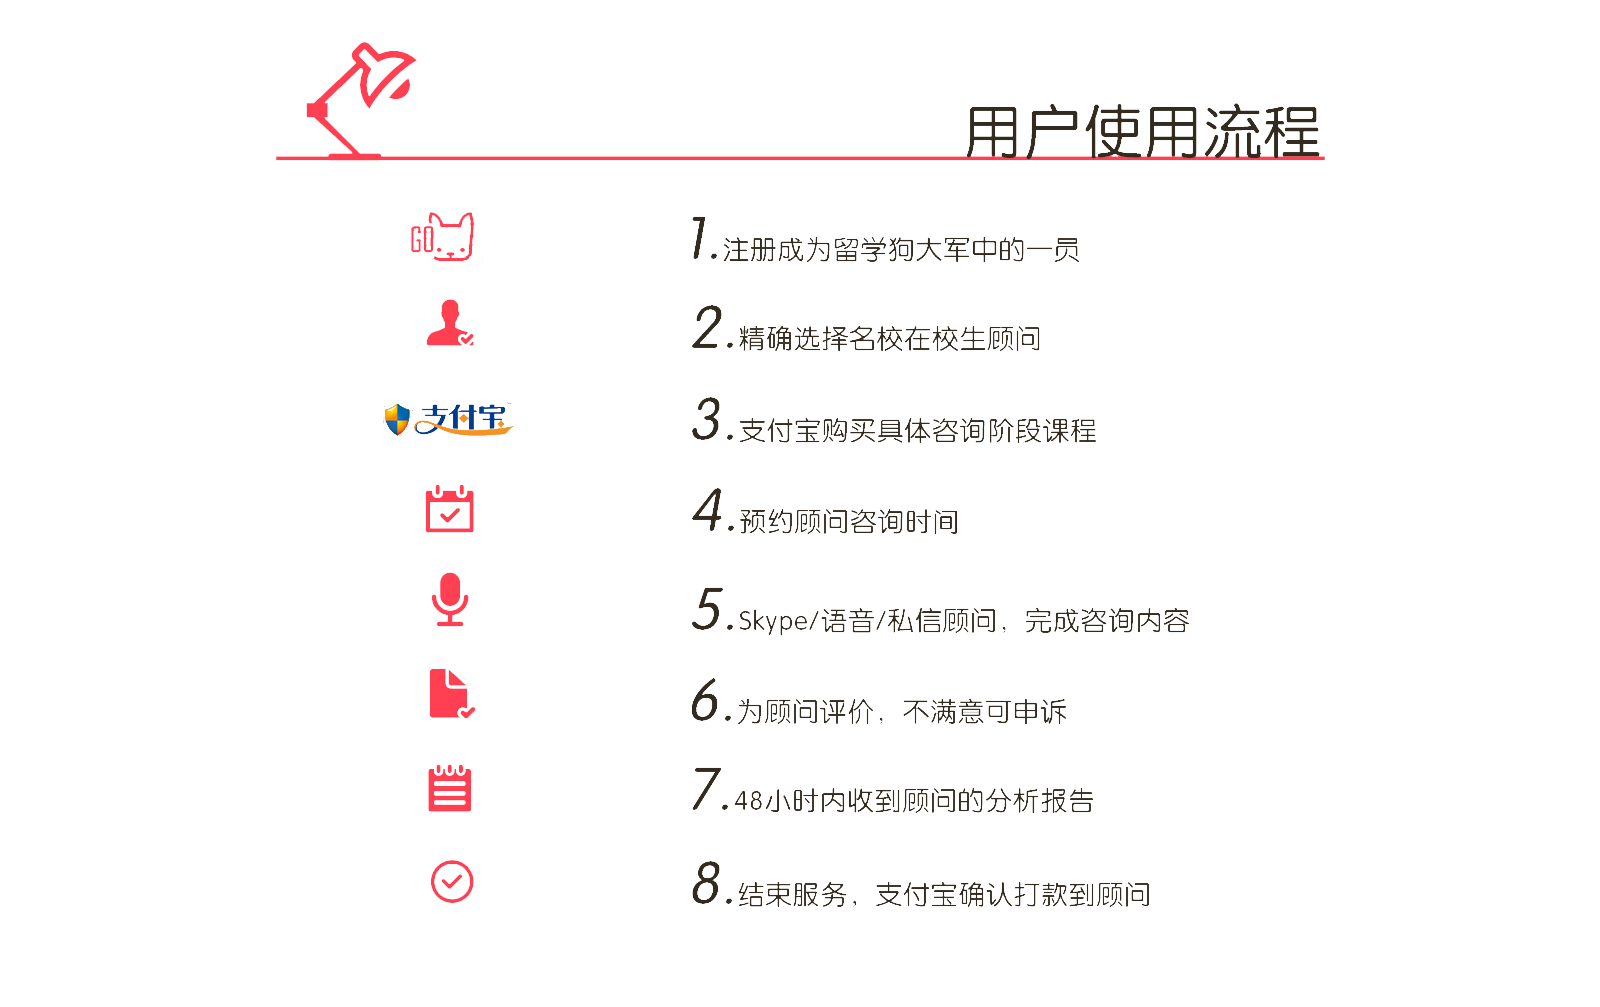 用户使用流程
GO
1.注册成为留学狗大军中的一员
2.精确选择名校在校生顾问
支付宝
3.支付宝购买具体咨询阶段课程
4.预约顾问咨询时间
5.Skype/语音/私信顾问，完成咨询内容
6.为顾问评价，不满意可申诉
7.48小时内收到顾问的分析报告
8.结束服务，支付宝确认打款到顾问